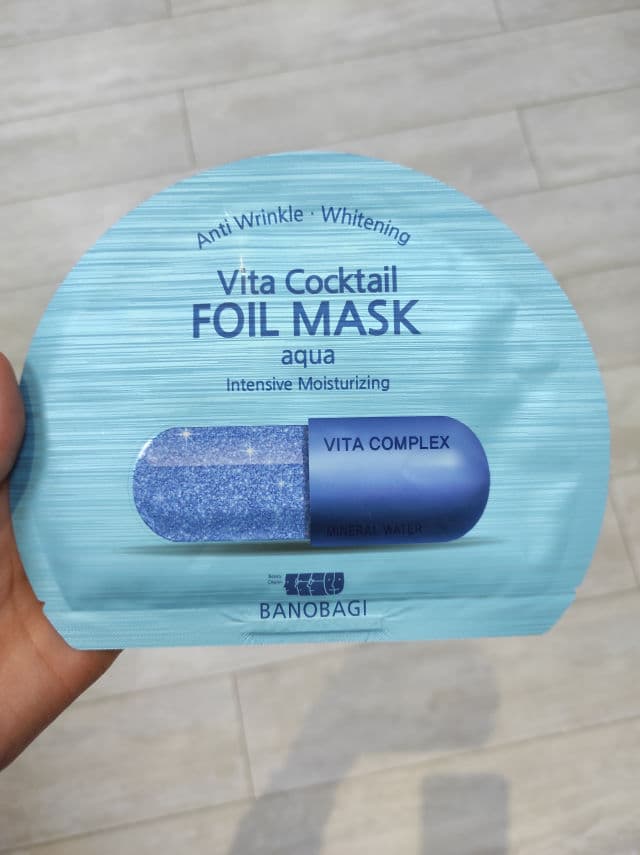 Anti Wrinkle · Whitening
Vita Cocktail
FOIL MASK
aqua
Intensive Moisturizing
VITA COMPLEX
MINERAL WATER
BANOBAGI